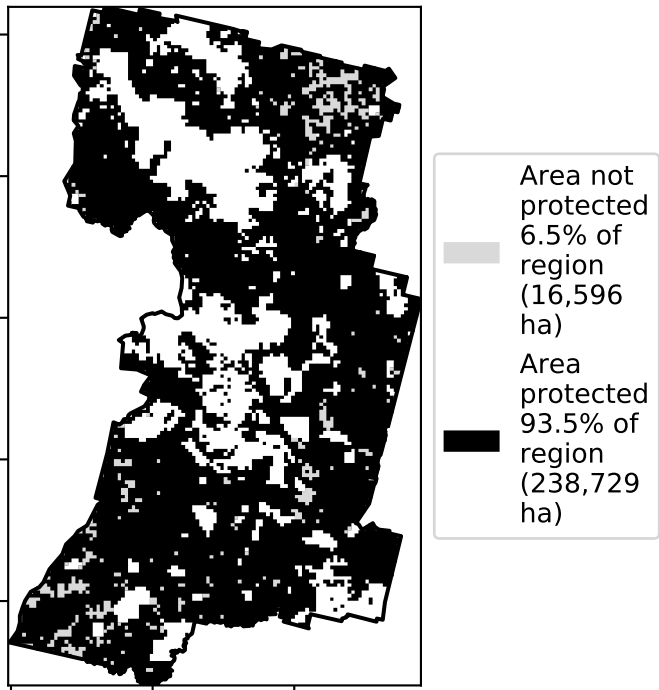 Area not
protected
6.5% of
region
(16,596
ha)
Area
protected
93.5% of
region
(238,729
ha)